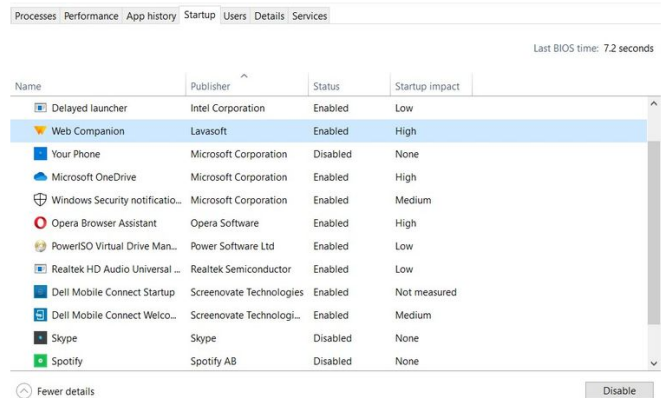 Processes Performance App history Startup Users Details Services
Last BIOS time: 7.2 seconds
Name Publisher Status Startup impact
Delayed launcher Intel Corporation Enabled Low
Web Companion Lavasoft Enabled High
Your Phone Microsoft Corporation Disabled None
Microsoft OneDrive Microsoft Corporation Enabled High
Windows Security notificatio... Microsoft Corporation Enabled Medium
Opera Browser Assistant Opera Software Enabled High
PowerISO Virtual Drive Man... Power Software Ltd Enabled Low
Realtek HD Audio Universal ... Realtek Semiconductor Enabled Low
Dell Mobile Connect Startup Screenovate Technologies Enabled Not measured
Dell Mobile Connect Welco... Screenovate Technologi... Enabled Medium
Skype Skype Disabled None
Spotify Spotify AB Disabled None
Fewer details Disable